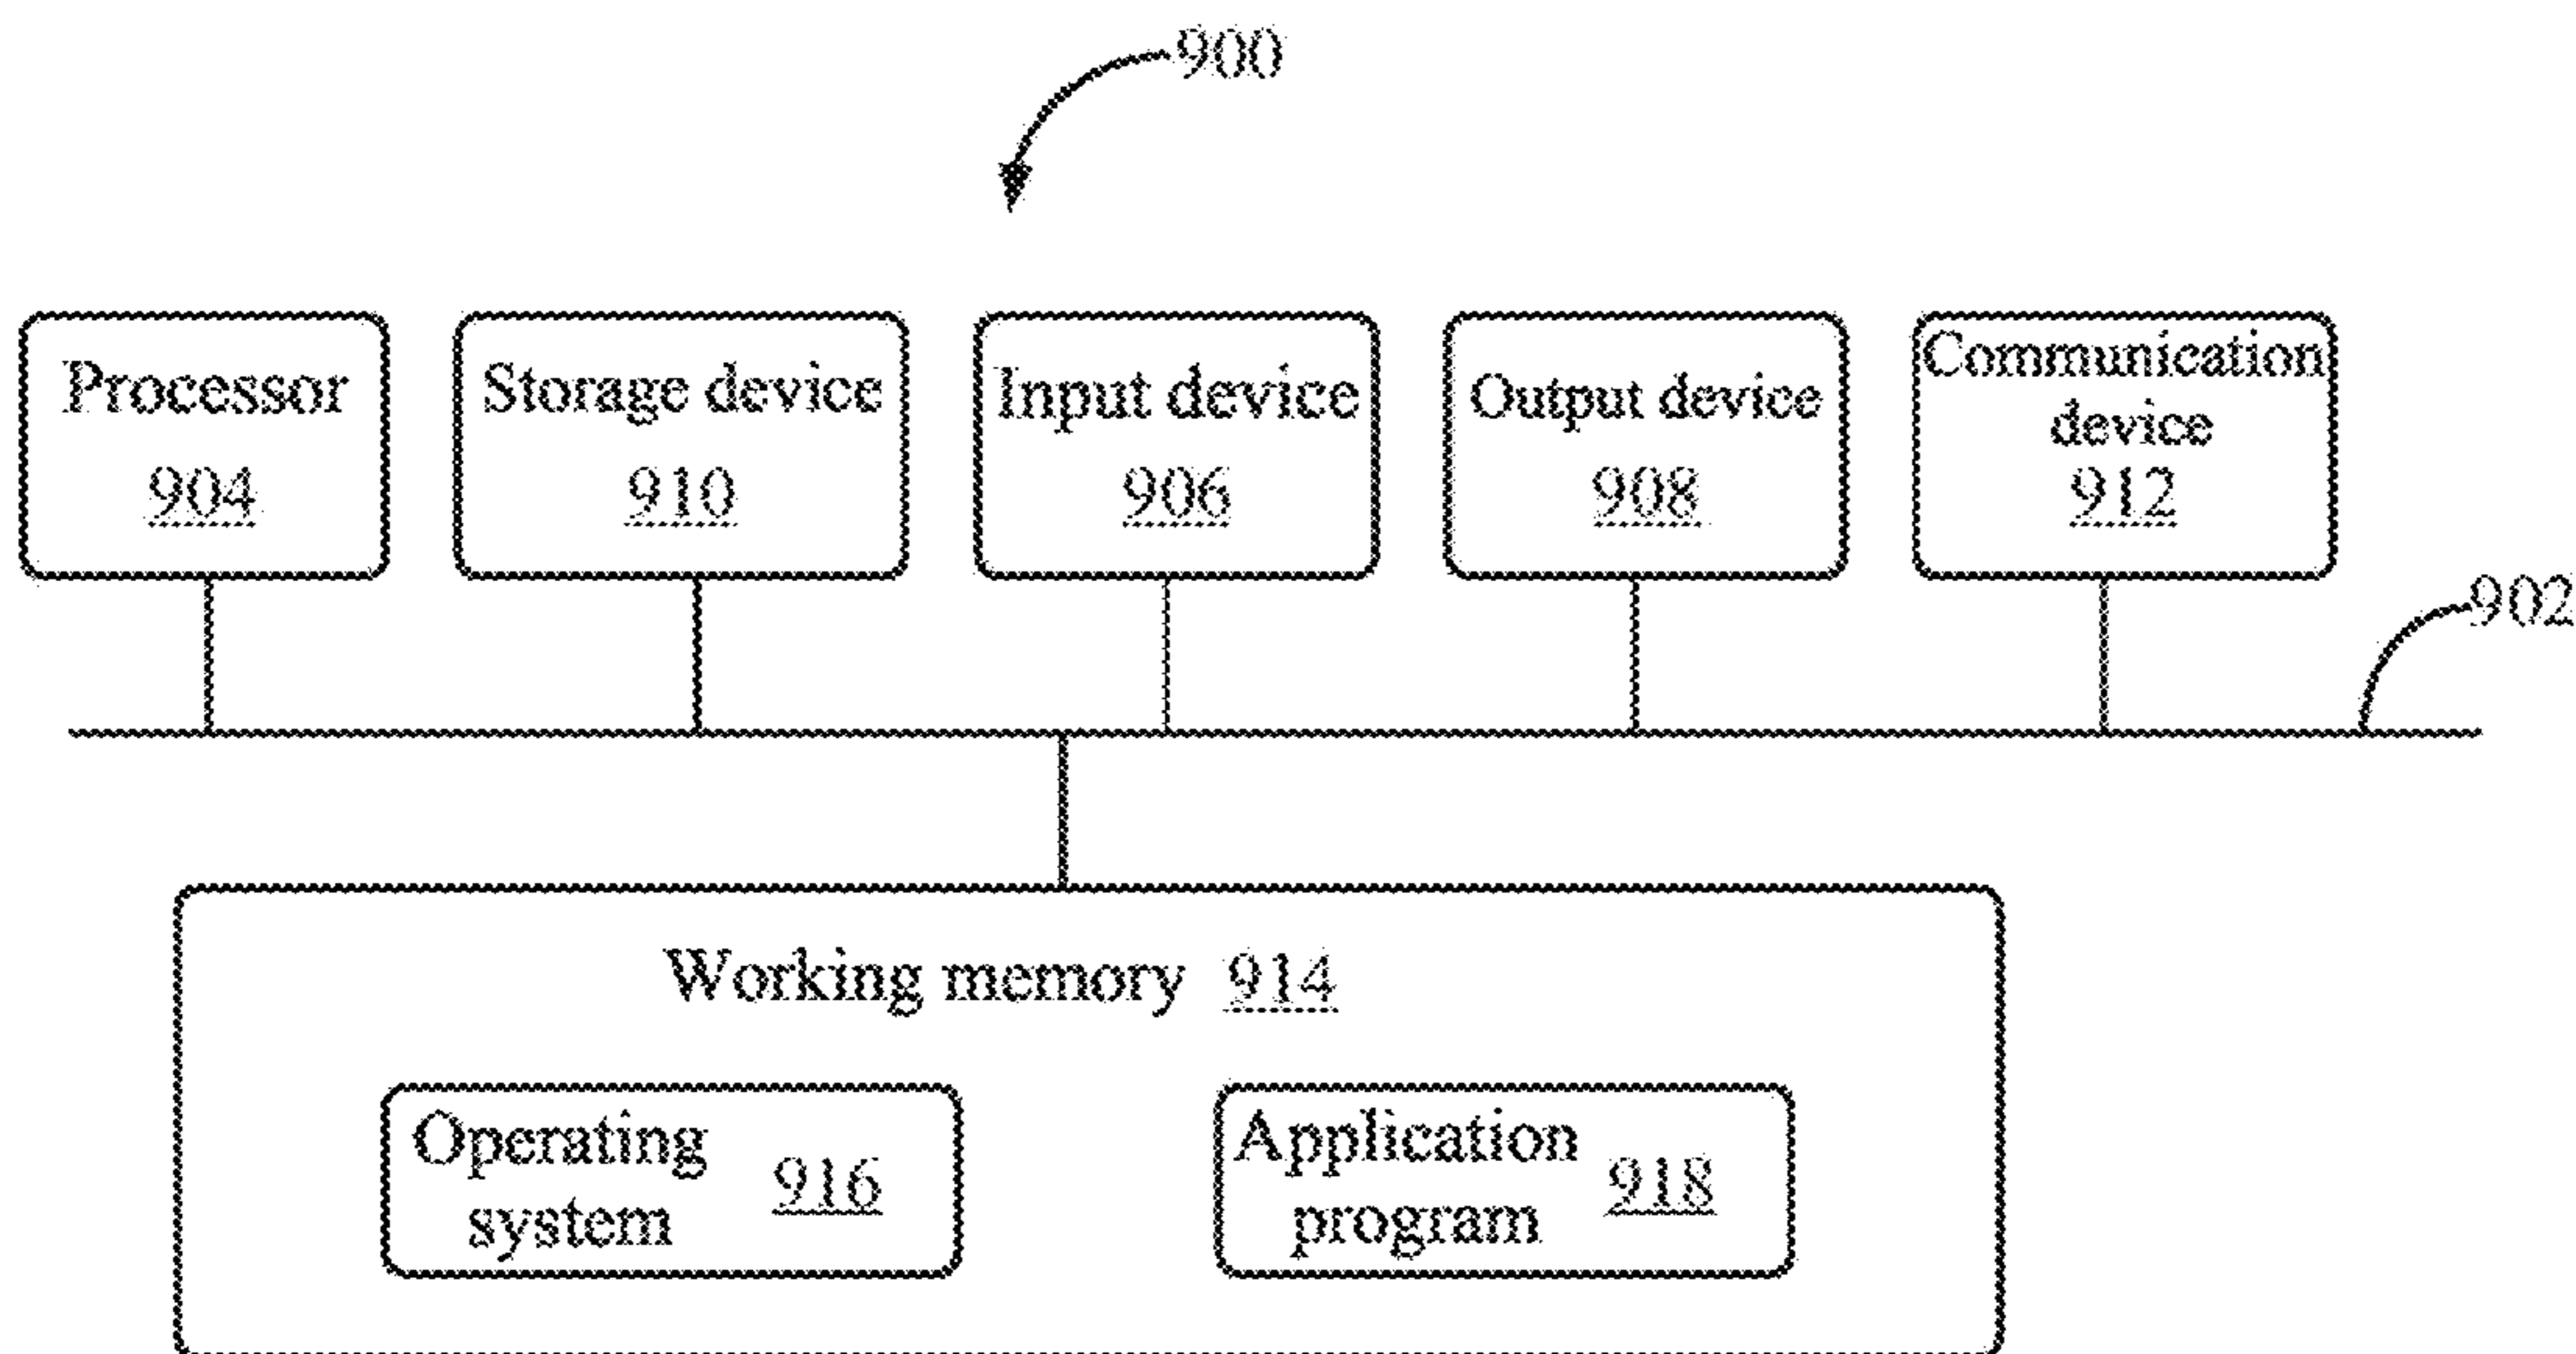 900
Processor
904
Storage device
910
Input device
906
Output device
908
Communication
device
912
902
Working memory 914
Operating
system
916
Application
program
918